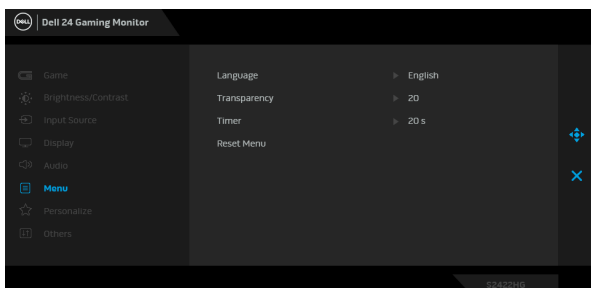 DELL Dell 24 Gaming Monitor
Game
Brightness/Contrast
Input Source
Display
Audio
Menu
Personalize
Others
Language English
Transparency 20
Timer 20 s
Reset Menu
S2422HG